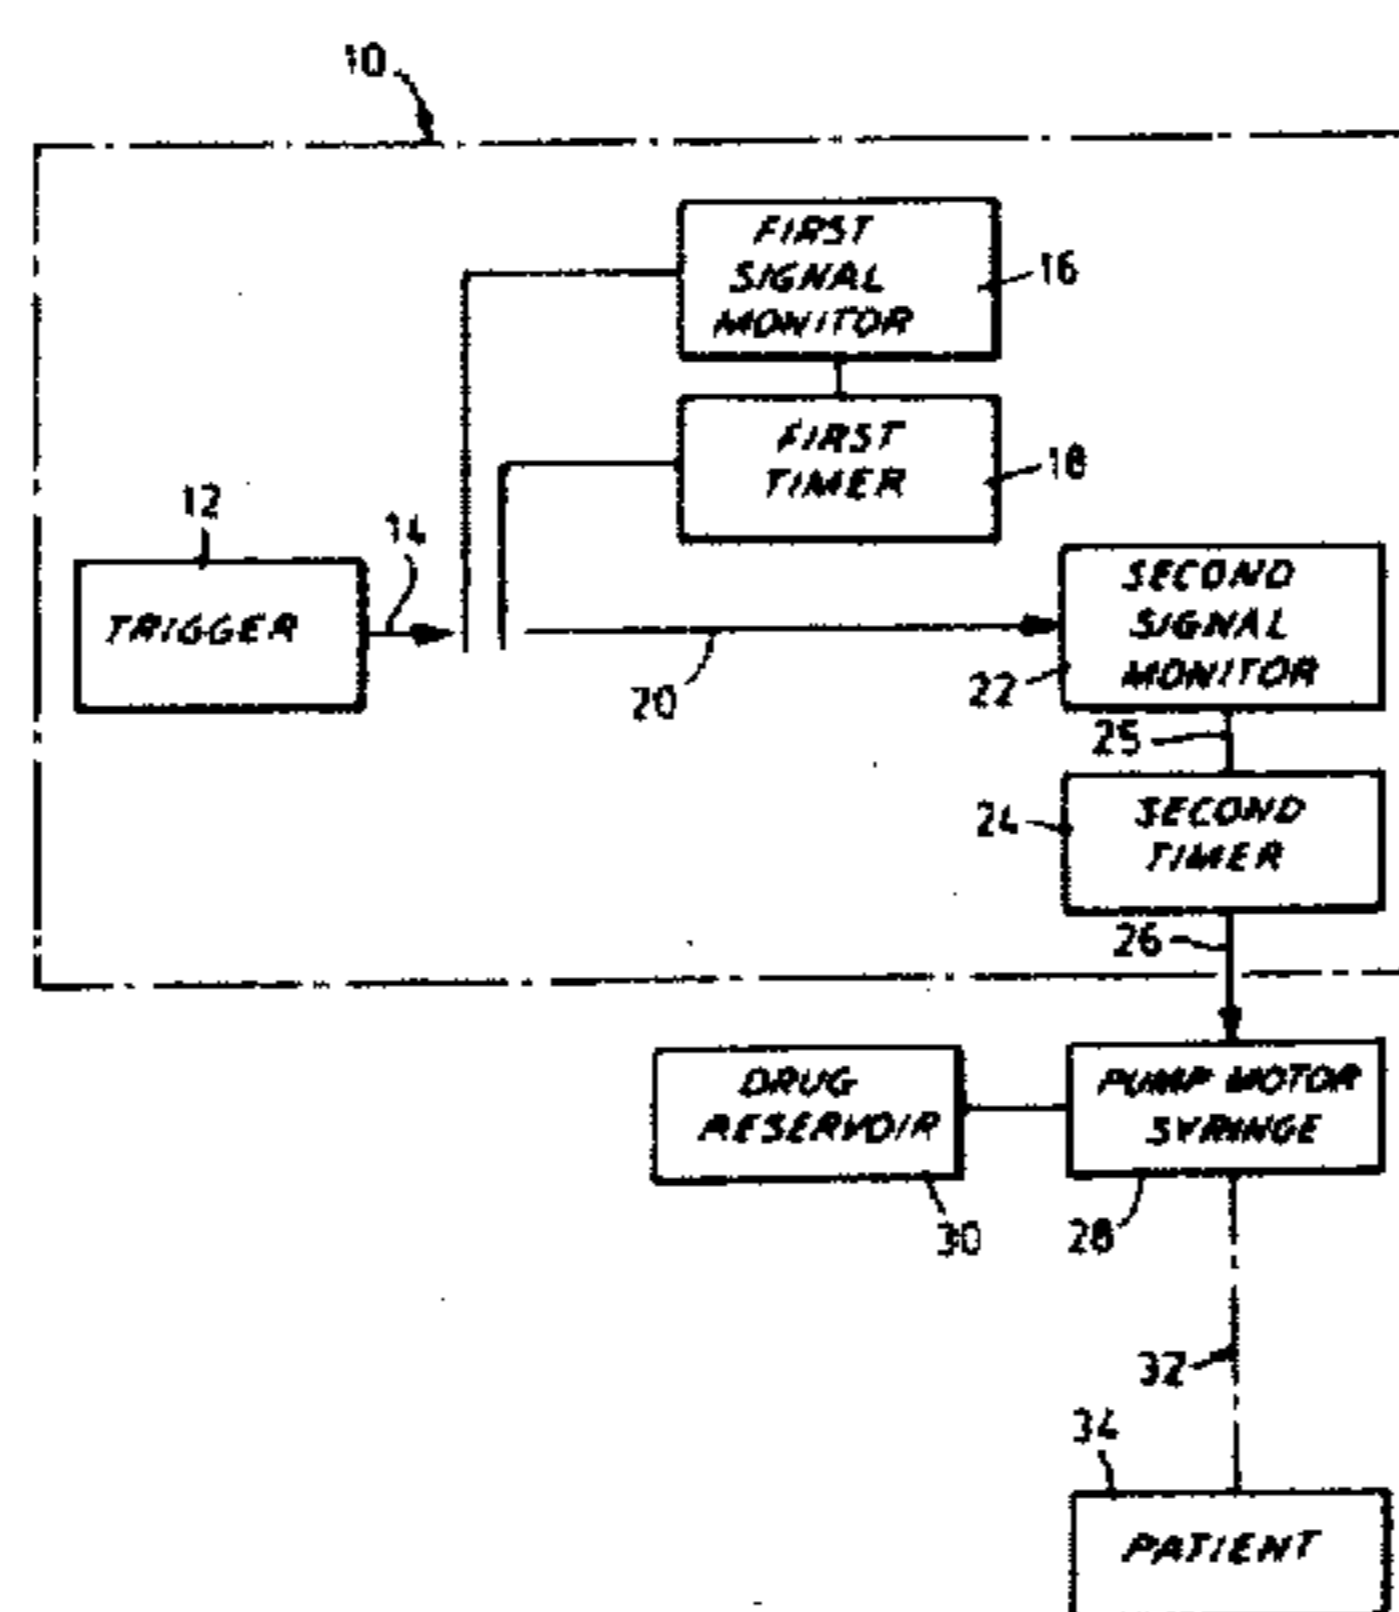 10
FIRST
SIGNAL
MONITOR
16
FIRST
TIMER
18
12
14
TRIGGER
20
SECOND
SIGNAL
MONITOR
22
25
SECOND
TIMER
24
26
DRUG
RESERVOIR
30
PUMP MOTOR
SYRINGE
28
32
34
PATIENT